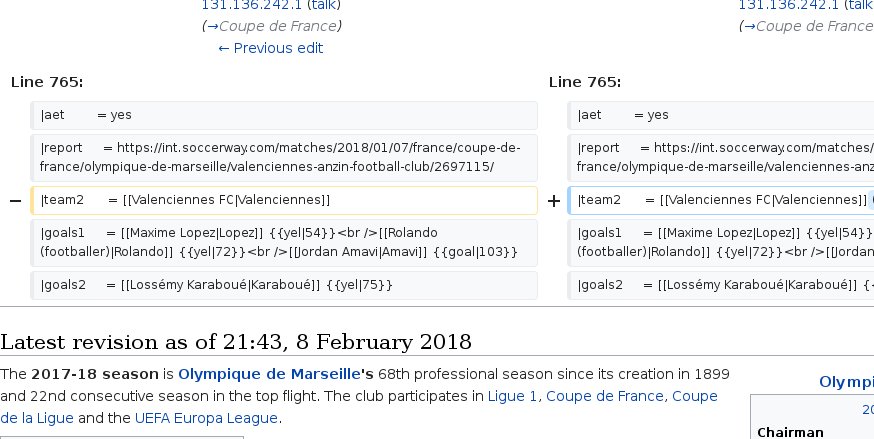 131.136.242.1 (talk)
131.136.242.1 (talk
(→Coupe de France)
(→Coupe de France
← Previous edit
Line 765:
Line 765:
|aet = yes
|aet = yes
|report = https://int.soccerway.com/matches/2018/01/07/france/coupe-de-
france/olympique-de-marseille/valenciennes-anzin-football-club/2697115/
|report = https://int.soccerway.com/matches/
france/olympique-de-marseille/valenciennes-anz
− |team2 = [[Valenciennes FC|Valenciennes]]
+ |team2 = [[Valenciennes FC|Valenciennes]]
|goals1 = [[Maxime Lopez|Lopez]] {{yel|54}}<br />[[Rolando
(footballer)|Rolando]] {{yel|72}}<br />[[Jordan Amavi|Amavi]] {{goal|103}}
|goals1 = [[Maxime Lopez|Lopez]] {{yel|54}}
(footballer)|Rolando]] {{yel|72}}<br />[[Jordan
|goals2 = [[Lossémy Karaboué|Karaboué]] {{yel|75}}
|goals2 = [[Lossémy Karaboué|Karaboué]] {
Latest revision as of 21:43, 8 February 2018
The 2017-18 season is Olympique de Marseille's 68th professional season since its creation in 1899
and 22nd consecutive season in the top flight. The club participates in Ligue 1, Coupe de France, Coupe
de la Ligue and the UEFA Europa League.
Olympi
20
Chairman